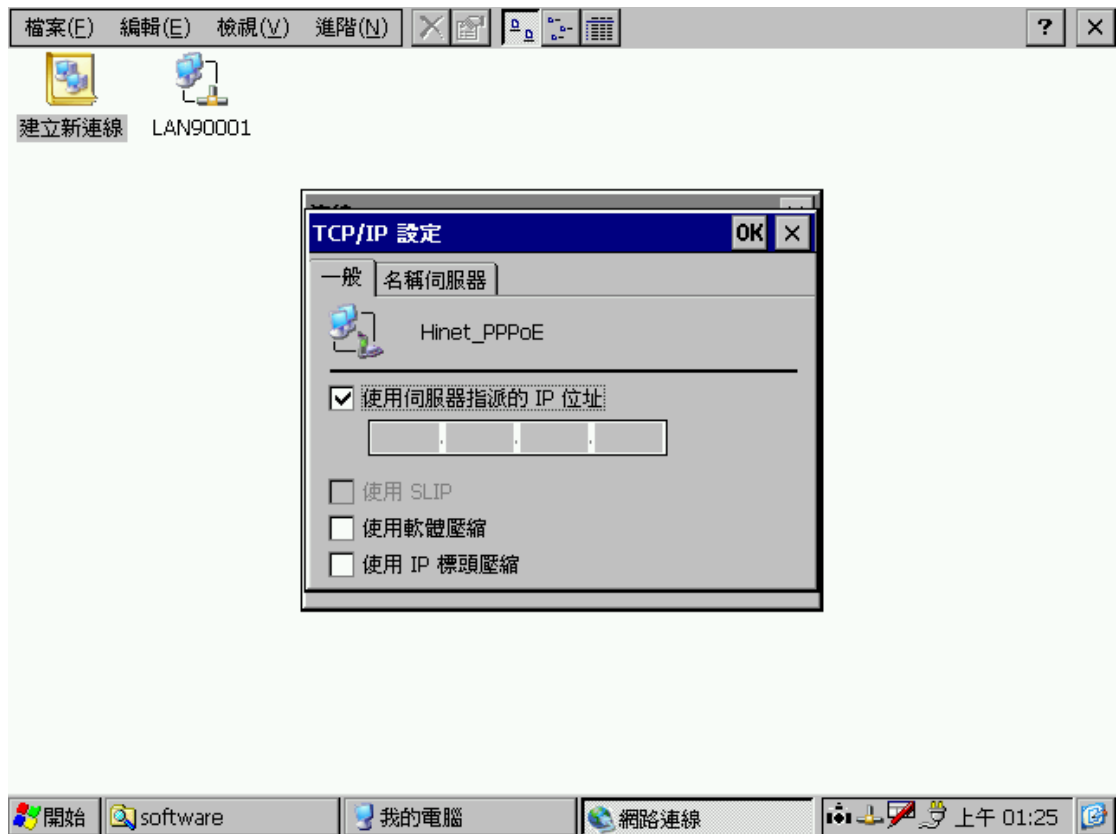 檔案(F) 編輯(E) 檢視(V) 進階(N) ? ×
建立新連線 LAN90001
TCP/IP 設定 OK ×
一般 名稱伺服器
Hinet_PPPoE
使用伺服器指派的 IP 位址
. . .
使用 SLIP
使用軟體壓縮
使用 IP 標頭壓縮
開始 software 我的電腦 網路連線 上午 01:25